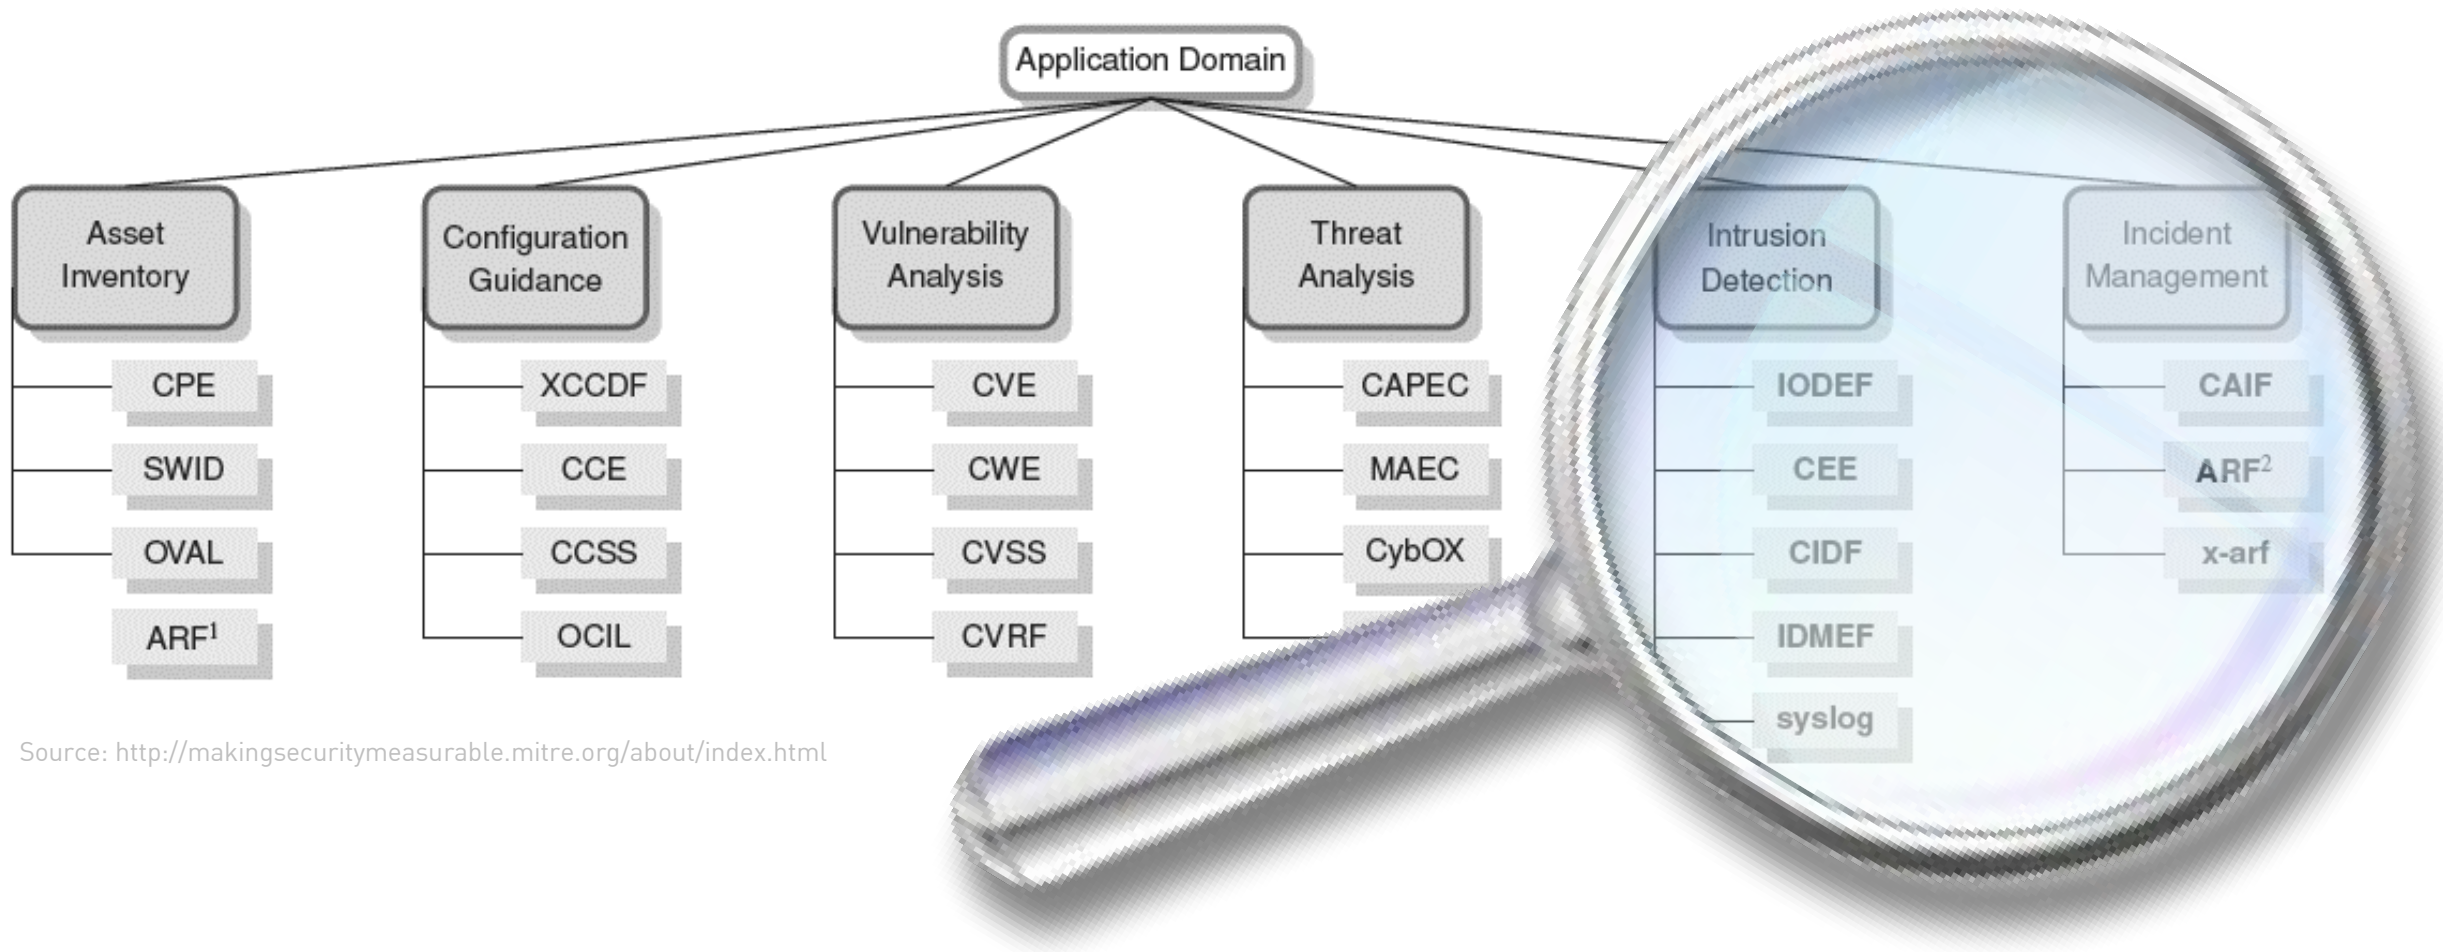 Application Domain
Asset
Inventory
CPE
SWID
OVAL
ARF¹
Configuration
Guidance
XCCDF
CCE
CCSS
OCIL
Vulnerability
Analysis
CVE
CWE
CVSS
CVRF
Threat
Analysis
CAPEC
MAEC
CybOX
Intrusion
Detection
IODEF
CEE
CIDF
IDMEF
syslog
Incident
Management
CAIF
ARF²
x-arf
Source: http://makingsecuritymeasurable.mitre.org/about/index.html